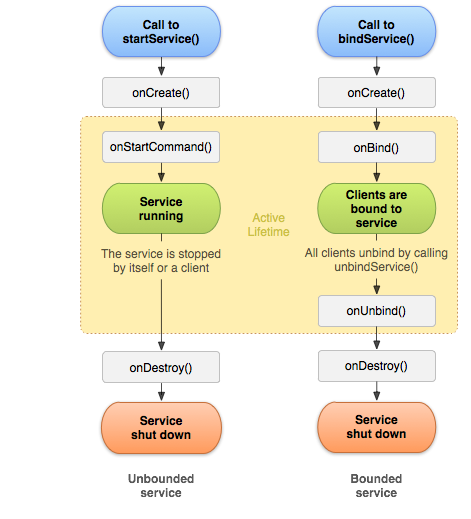 Call to
startService()
onCreate()
onStartCommand()
Service
running
The service is stopped
by itself or a client
onDestroy()
Service
shut down
Unbounded
service
Active
Lifetime
Call to
bindService()
onCreate()
onBind()
Clients are
bound to
service
All clients unbind by calling
unbindService()
onUnbind()
onDestroy()
Service
shut down
Bounded
service